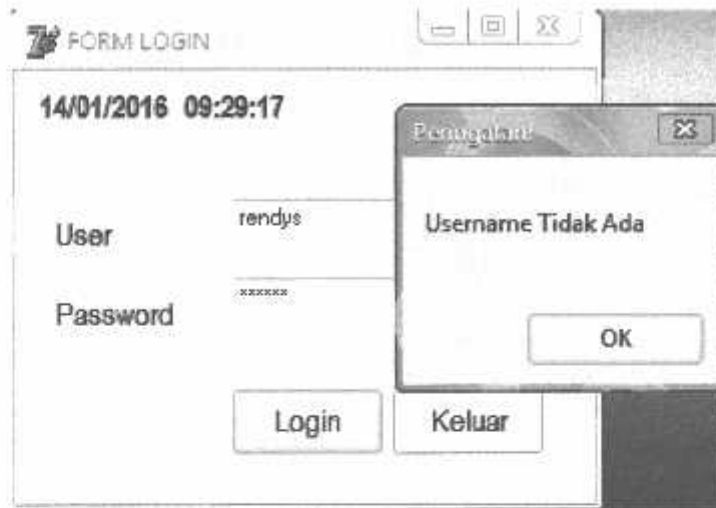 FORM LOGIN
14/01/2016 09:29:17
User
rendys
Password
xxxxxx
Login
Keluar
Username Tidak Ada
OK